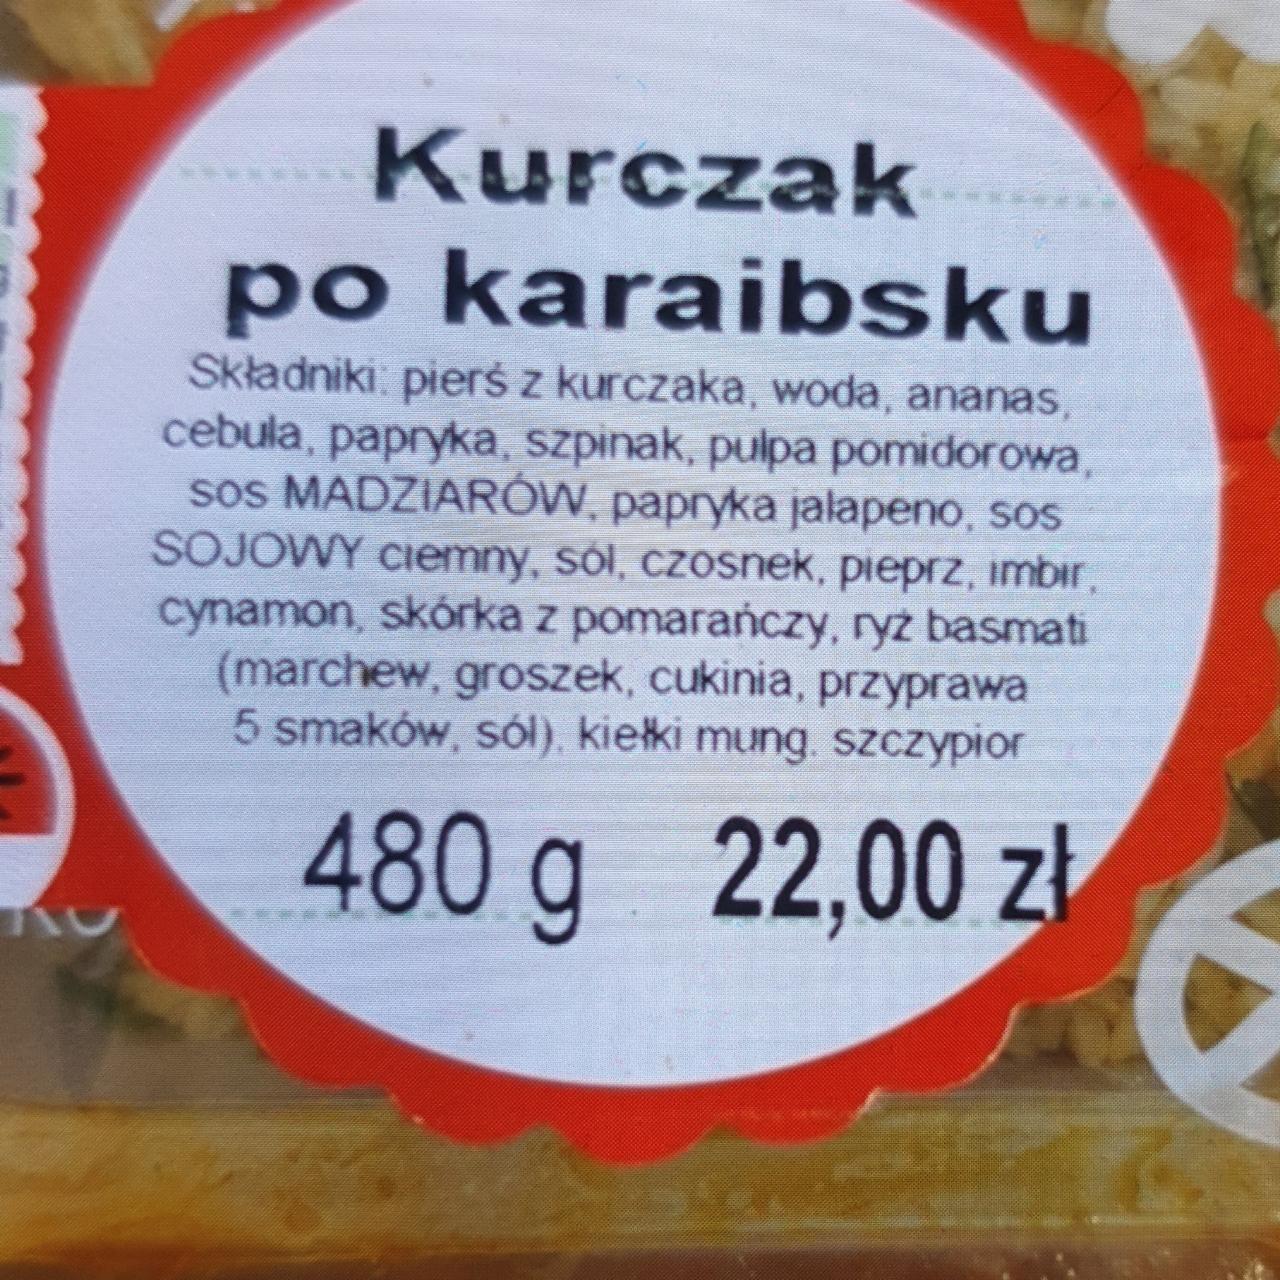 Kurczak
po karaibsku
Składniki: pierś z kurczaka, woda, ananas,
cebula, papryka, szpinak, pulpa pomidorowa,
sos MADZIARÓW, papryka jalapeno, sos
SOJOWY ciemny, sól, czosnek, pieprz, imbir,
cynamon, skórka z pomarańczy, ryż basmati
(marchew, groszek, cukinia, przyprawa
5 smaków, sól), kiełki mung. szczypior
480 g 22,00 zł